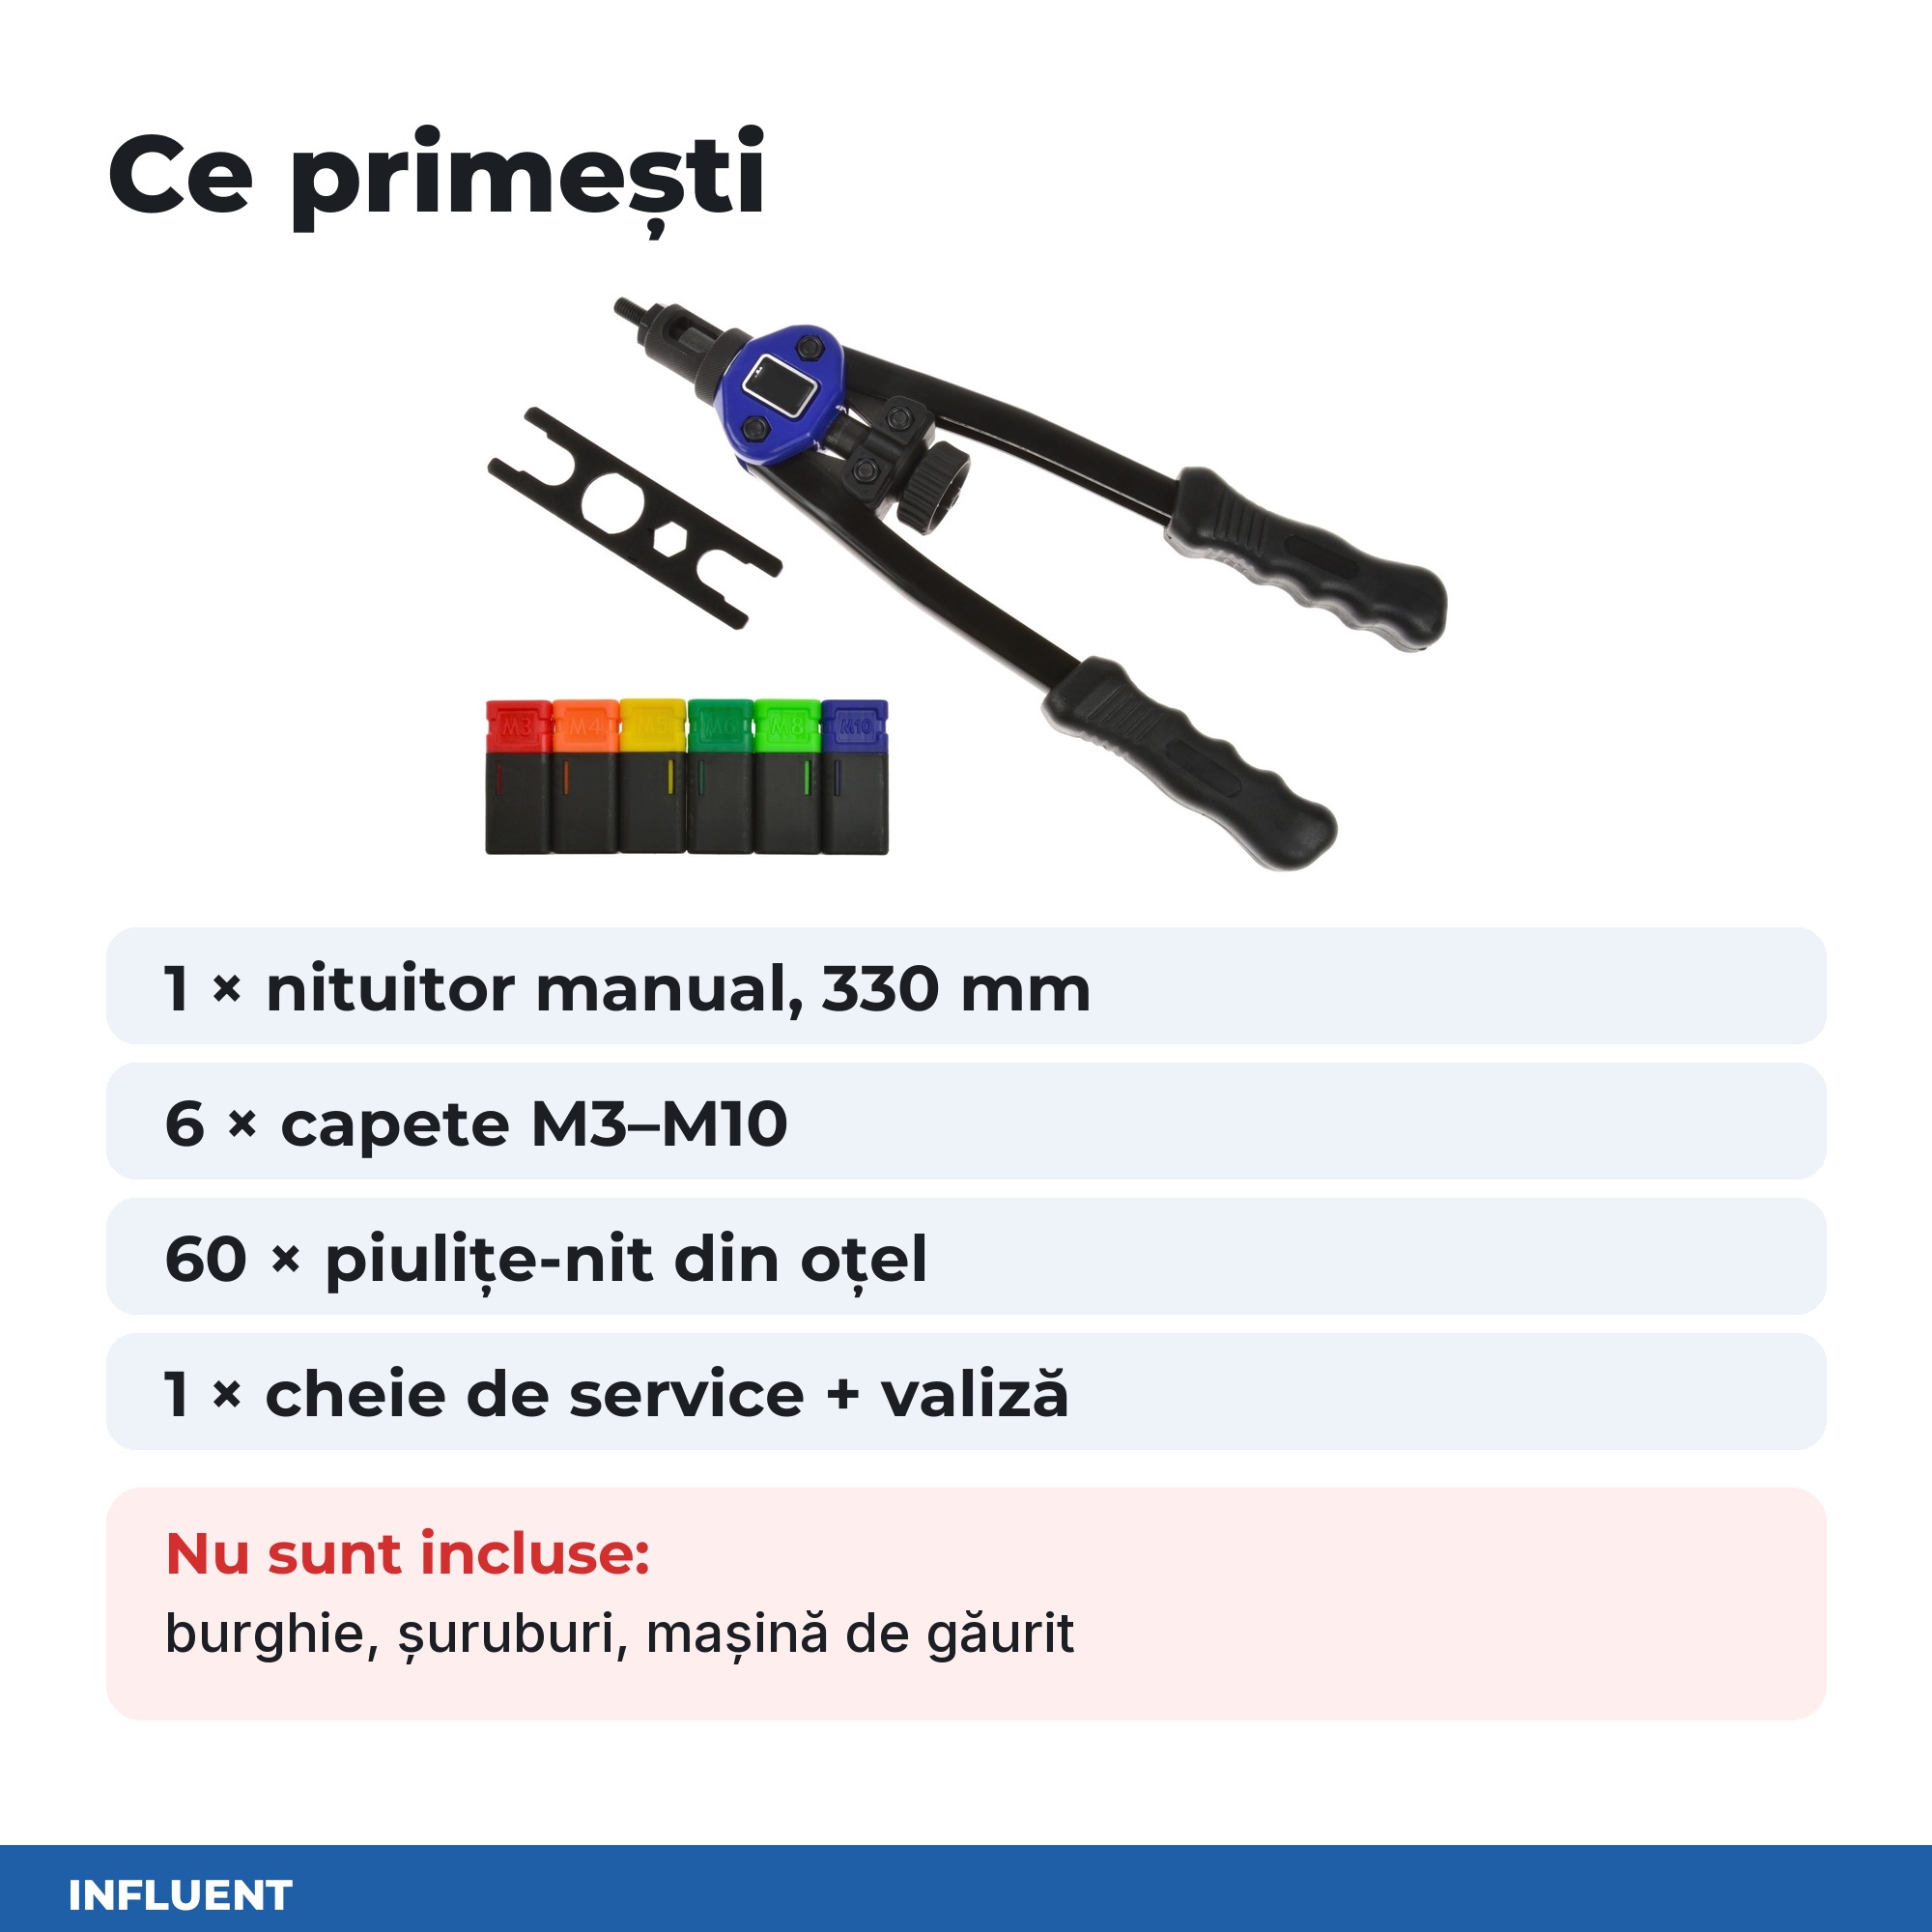 Ce primești
M3 M4 M5 M6 M8 M10
1 × nituitor manual, 330 mm
6 × capete M3–M10
60 × piulițe-nit din oțel
1 × cheie de service + valiză
Nu sunt incluse:
burghie, șuruburi, mașină de găurit
INFLUENT